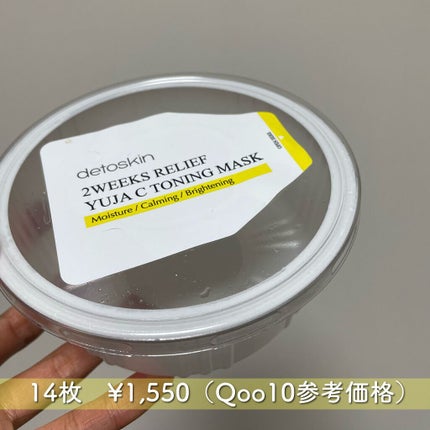 detoskin
2WEEKS RELIEF
YUJA C TONING MASK
Moisture / Calming / Brightening
14枚　¥1,550（Qoo10参考価格）